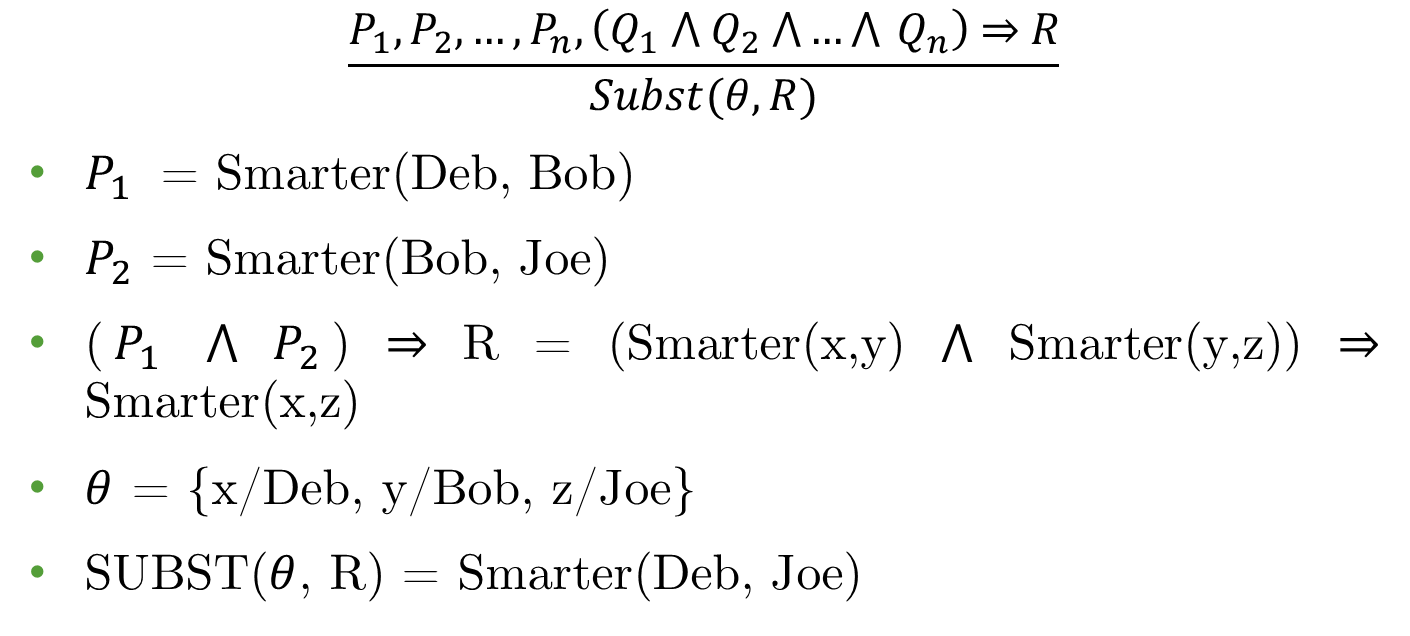 P₁, P₂, … , Pₙ, (Q₁ ⋀ Q₂ ⋀ … ⋀ Qₙ) ⇒ R
Subst(θ, R)
• P₁ = Smarter(Deb, Bob)
• P₂ = Smarter(Bob, Joe)
• ( P₁ ⋀ P₂ ) ⇒ R = (Smarter(x,y) ⋀ Smarter(y,z)) ⇒
Smarter(x,z)
• θ = {x/Deb, y/Bob, z/Joe}
• SUBST(θ, R) = Smarter(Deb, Joe)